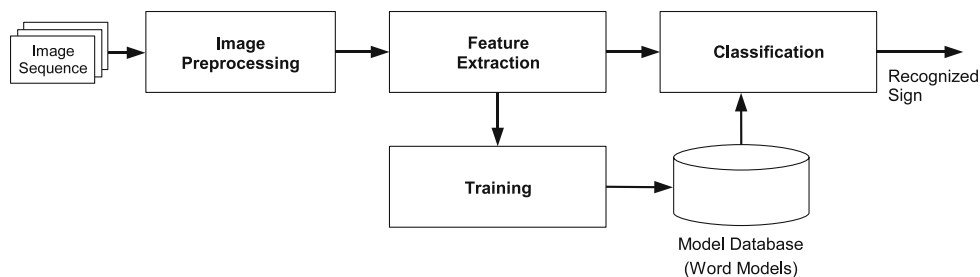 Image
Sequence
Image
Preprocessing
Feature
Extraction
Classification
Recognized
Sign
Training
Model Database
(Word Models)